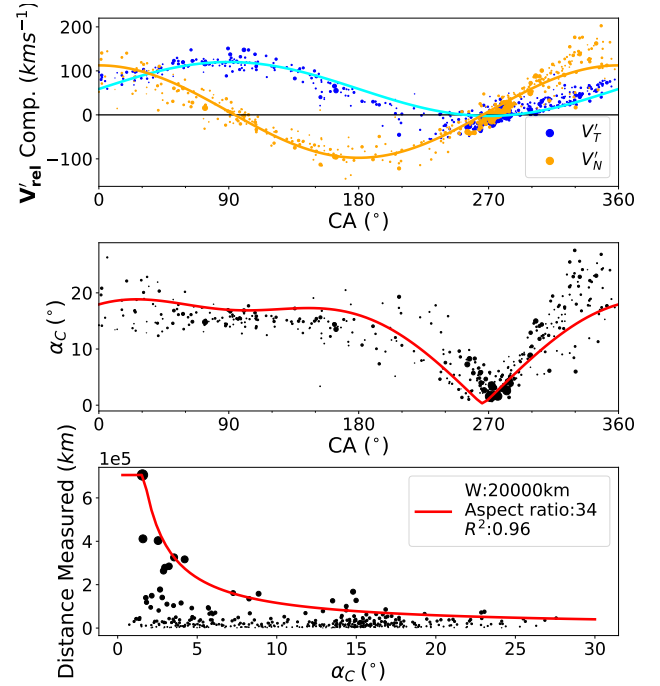 V′rel Comp. (kms⁻¹)
200
100
0
−100
V′T
V′N
0 90 180 270 360
CA (°)
αC (°)
20
10
0
0 90 180 270 360
CA (°)
1e5
Distance Measured (km)
6
4
2
0
W:20000km
Aspect ratio:34
R²:0.96
0 5 10 15 20 25 30
αC (°)